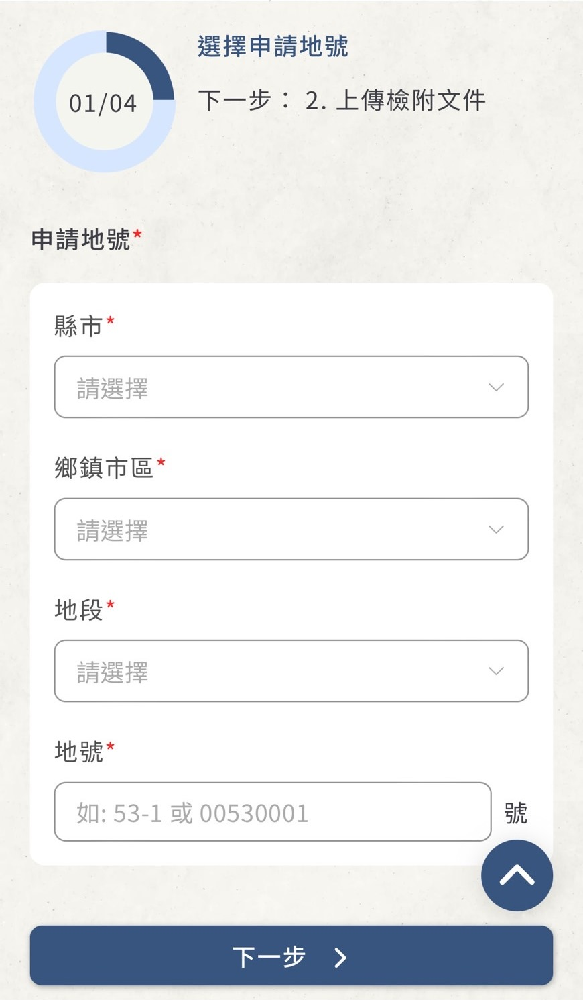 01/04
選擇申請地號
下一步： 2. 上傳檢附文件
申請地號*
縣市*
請選擇
鄉鎮市區*
請選擇
地段*
請選擇
地號*
如: 53-1 或 00530001
號
下一步